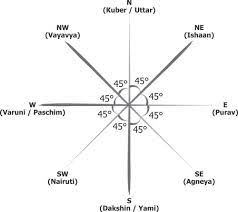 N
(Kuber / Uttar)
NW
(Vayavya)
NE
(Ishaan)
45° 45°
45° 45°
W
(Varuni / Paschim)
E
(Purav)
45° 45°
45° 45°
SW
(Nairuti)
SE
(Agneya)
S
(Dakshin / Yami)